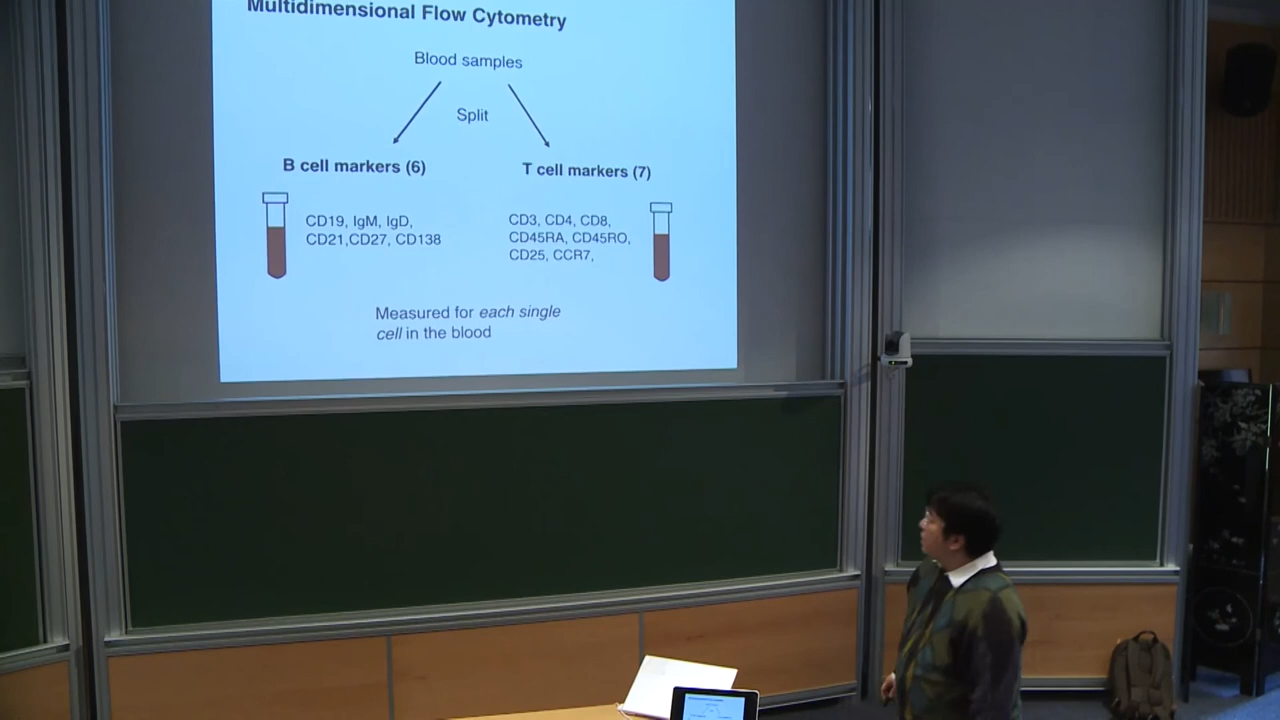 Multidimensional Flow Cytometry
Blood samples
Split
B cell markers (6)
T cell markers (7)
CD19, IgM, IgD,
CD21,CD27, CD138
CD3, CD4, CD8,
CD45RA, CD45RO,
CD25, CCR7,
Measured for each single
cell in the blood